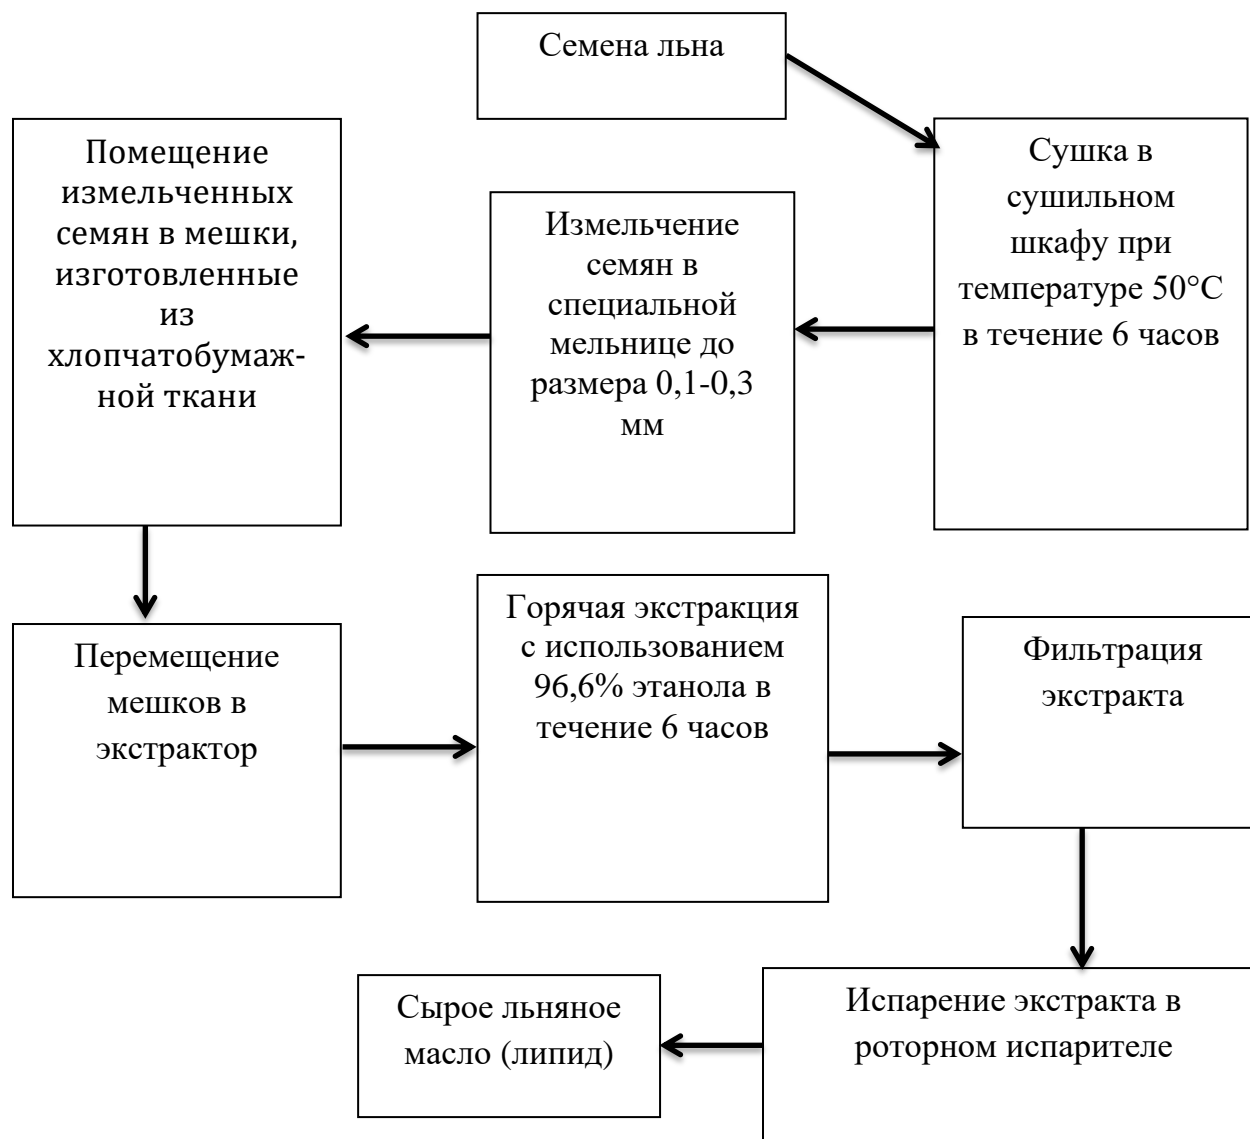 Семена льна
Сушка в
сушильном
шкафу при
температуре 50°С
в течение 6 часов
Измельчение
семян в
специальной
мельнице до
размера 0,1-0,3
мм
Помещение
измельченных
семян в мешки,
изготовленные
из
хлопчатобумаж-
ной ткани
Перемещение
мешков в
экстрактор
Горячая экстракция
с использованием
96,6% этанола в
течение 6 часов
Фильтрация
экстракта
Испарение экстракта в
роторном испарителе
Сырое льняное
масло (липид)